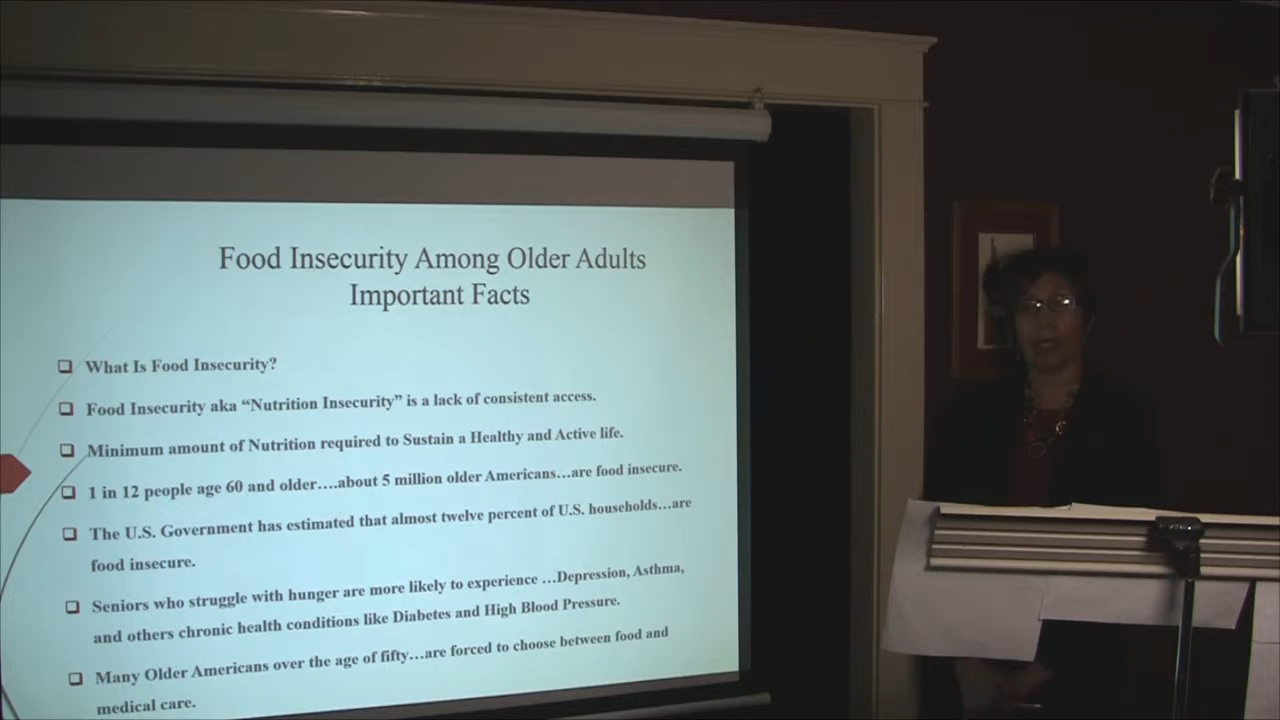 Food Insecurity Among Older Adults
Important Facts
What Is Food Insecurity?
Food Insecurity aka “Nutrition Insecurity” is a lack of consistent access.
Minimum amount of Nutrition required to Sustain a Healthy and Active life.
1 in 12 people age 60 and older….about 5 million older Americans…are food insecure.
The U.S. Government has estimated that almost twelve percent of U.S. households…are
food insecure.
Seniors who struggle with hunger are more likely to experience …Depression, Asthma,
and others chronic health conditions like Diabetes and High Blood Pressure.
Many Older Americans over the age of fifty…are forced to choose between food and
medical care.